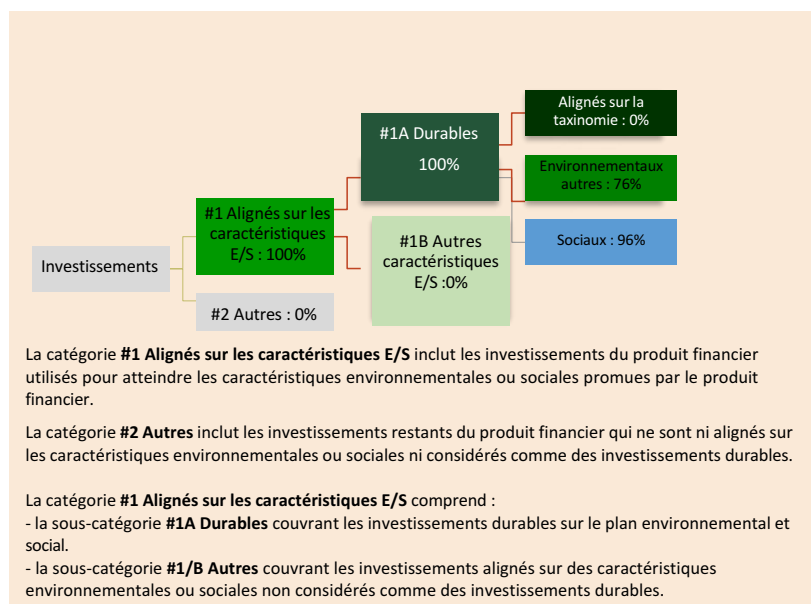 Investissements
#1 Alignés sur les
caractéristiques
E/S : 100%
#2 Autres : 0%
#1A Durables
100%
#1B Autres
caractéristiques
E/S :0%
Alignés sur la
taxinomie : 0%
Environnementaux
autres : 76%
Sociaux : 96%
La catégorie #1 Alignés sur les caractéristiques E/S inclut les investissements du produit financier
utilisés pour atteindre les caractéristiques environnementales ou sociales promues par le produit
financier.
La catégorie #2 Autres inclut les investissements restants du produit financier qui ne sont ni alignés sur
les caractéristiques environnementales ou sociales ni considérés comme des investissements durables.
La catégorie #1 Alignés sur les caractéristiques E/S comprend :
- la sous-catégorie #1A Durables couvrant les investissements durables sur le plan environnemental et
social.
- la sous-catégorie #1/B Autres couvrant les investissements alignés sur des caractéristiques
environnementales ou sociales non considérés comme des investissements durables.